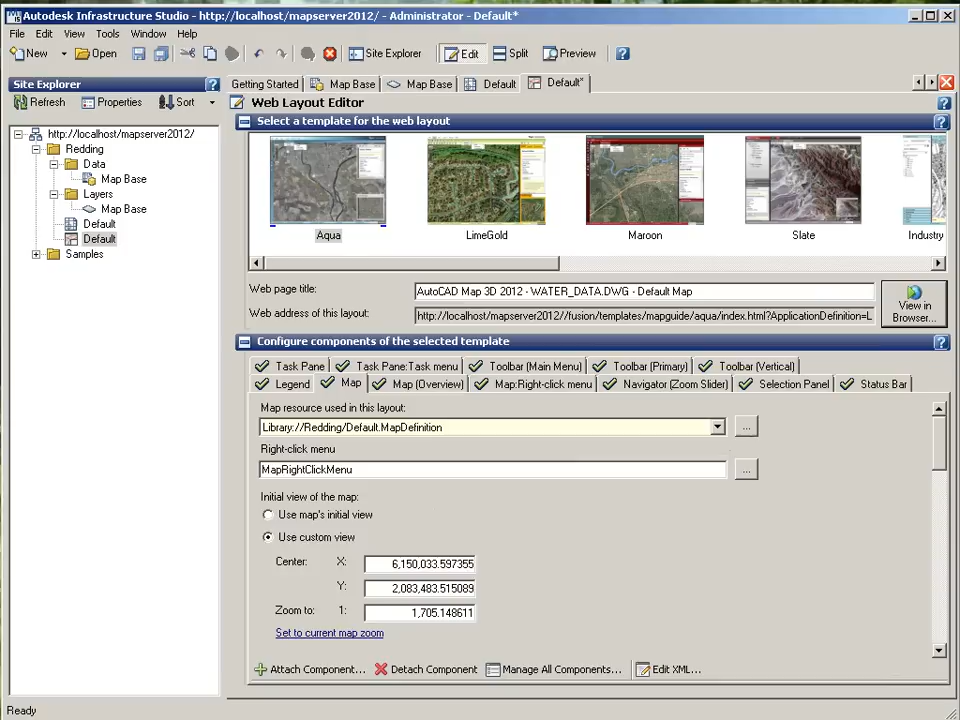 Autodesk Infrastructure Studio - http://localhost/mapserver2012/ - Administrator - Default*
File Edit View Tools Window Help
New Open Site Explorer Edit Split Preview
Site Explorer
Refresh Properties Sort
http://localhost/mapserver2012/
Redding
Data
Map Base
Layers
Map Base
Default
Default
Samples
Getting Started Map Base Map Base Default Default*
Web Layout Editor
Select a template for the web layout
Aqua LimeGold Maroon Slate Industry
Web page title: AutoCAD Map 3D 2012 - WATER_DATA.DWG - Default Map
Web address of this layout: http://localhost/mapserver2012//fusion/templates/mapguide/aqua/index.html?ApplicationDefinition=L
View in
Browser...
Configure components of the selected template
Task Pane Task Pane:Task menu Toolbar (Main Menu) Toolbar (Primary) Toolbar (Vertical)
Legend Map Map (Overview) Map:Right-click menu Navigator (Zoom Slider) Selection Panel Status Bar
Map resource used in this layout:
Library://Redding/Default.MapDefinition ...
Right-click menu
MapRightClickMenu ...
Initial view of the map:
Use map's initial view
Use custom view
Center: X: 6,150,033.597355
Y: 2,083,483.515089
Zoom to: 1: 1,705.148611
Set to current map zoom
Attach Component... Detach Component Manage All Components... Edit XML...
Ready